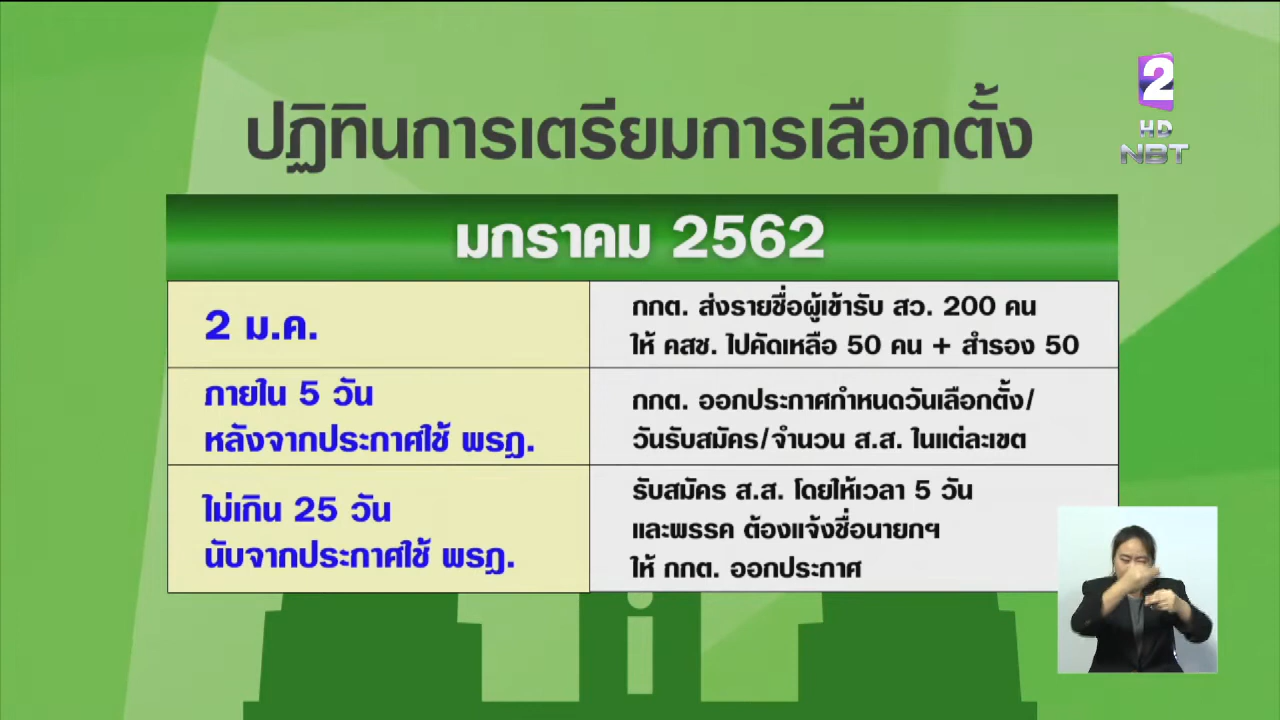 ปฏิทินการเตรียมการเลือกตั้ง
2
HD
NBT
มกราคม 2562
2 ม.ค.
กกต. ส่งรายชื่อผู้เข้ารับ สว. 200 คน
ให้ คสช. ไปคัดเหลือ 50 คน + สำรอง 50
ภายใน 5 วัน
หลังจากประกาศใช้ พรฎ.
กกต. ออกประกาศกำหนดวันเลือกตั้ง/
วันรับสมัคร/จำนวน ส.ส. ในแต่ละเขต
ไม่เกิน 25 วัน
นับจากประกาศใช้ พรฎ.
รับสมัคร ส.ส. โดยให้เวลา 5 วัน
และพรรค ต้องแจ้งชื่อนายกฯ
ให้ กกต. ออกประกาศ